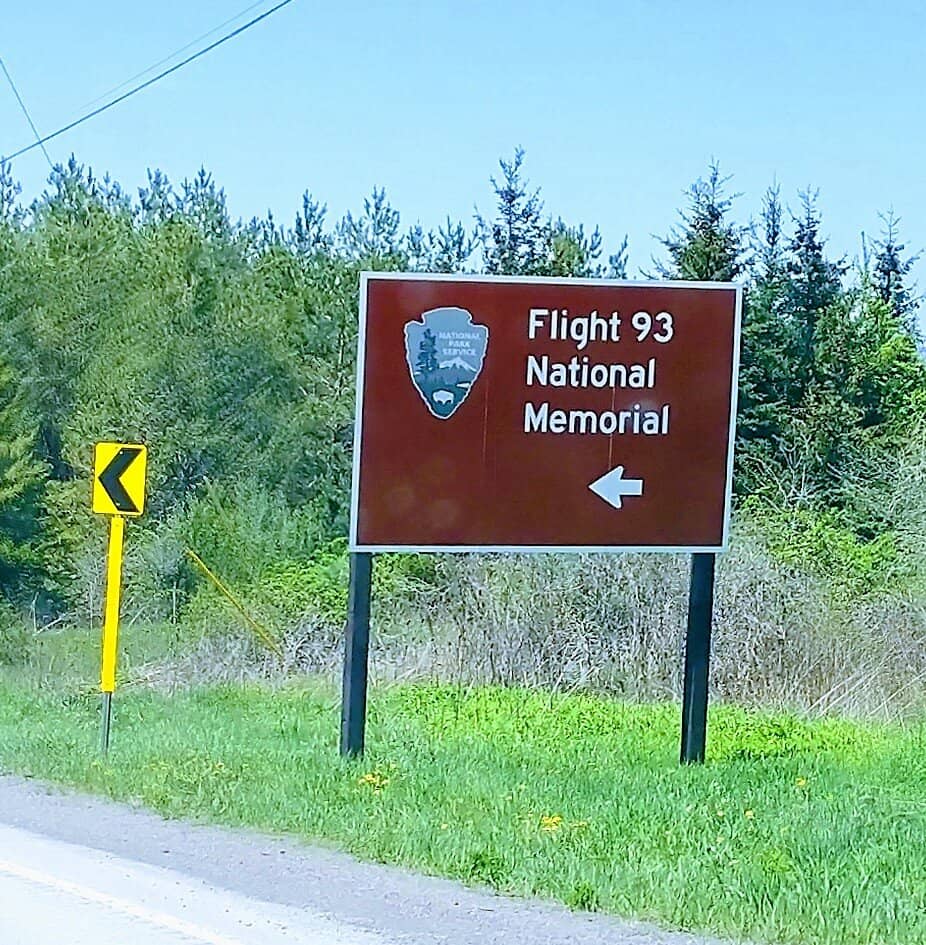 NATIONAL
PARK
SERVICE
Flight 93
National
Memorial